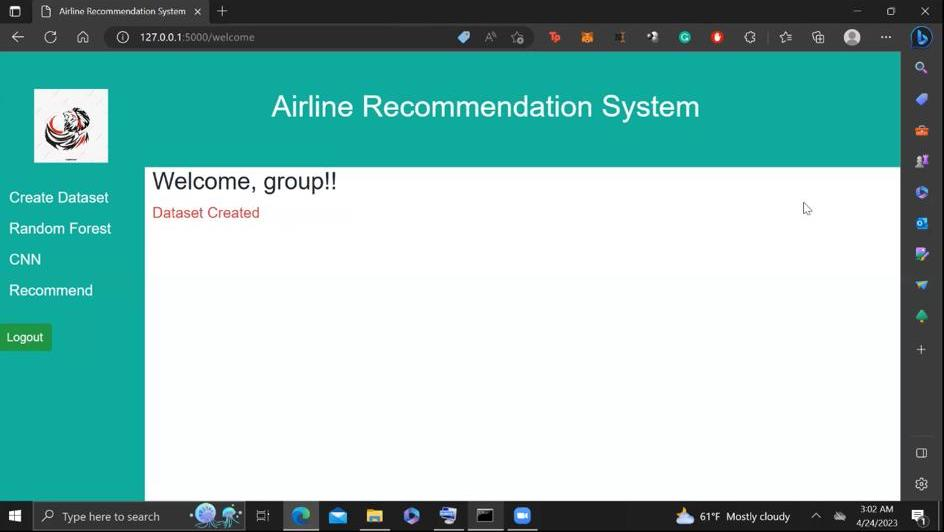 Airline Recommendation System
127.0.0.1:5000/welcome
Airline Recommendation System
Create Dataset
Random Forest
CNN
Recommend
Logout
Welcome, group!!
Dataset Created
Type here to search
61°F Mostly cloudy
3:02 AM
4/24/2023